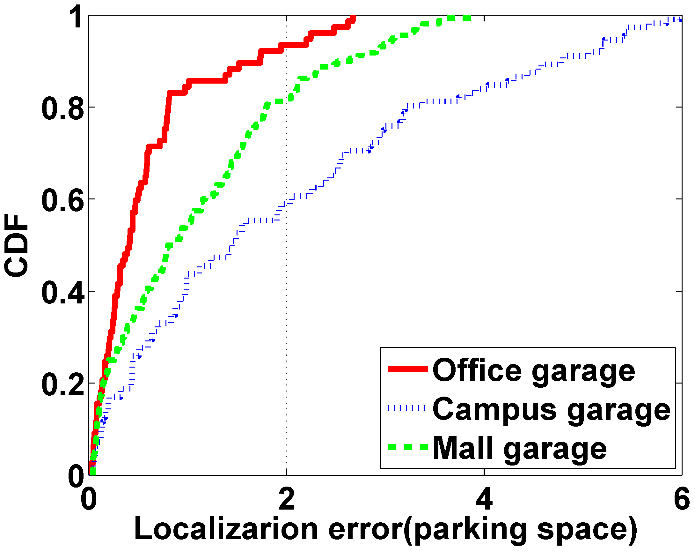 1
0.8
0.6
0.4
0.2
0
0 2 4 6
CDF
Localizarion error(parking space)
Office garage
Campus garage
Mall garage